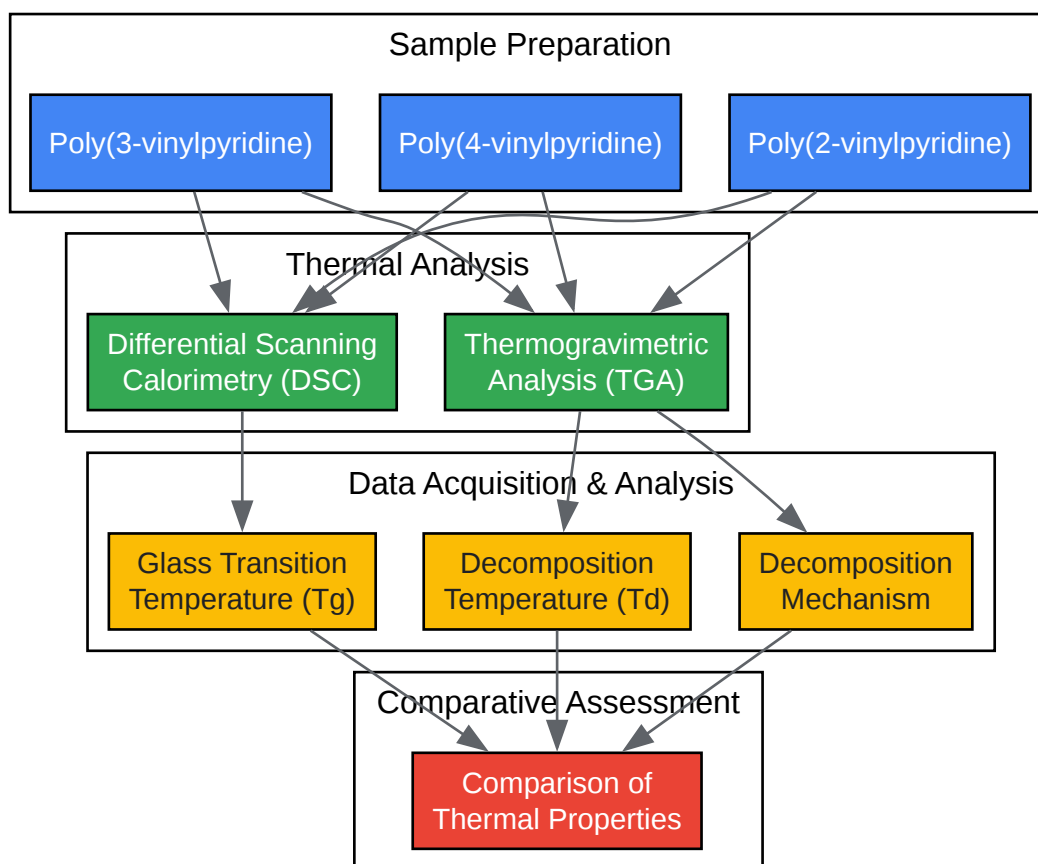 Sample Preparation
Poly(3-vinylpyridine)
Poly(4-vinylpyridine)
Poly(2-vinylpyridine)
Thermal Analysis
Differential Scanning
Calorimetry (DSC)
Thermogravimetric
Analysis (TGA)
Data Acquisition & Analysis
Glass Transition
Temperature (Tg)
Decomposition
Temperature (Td)
Decomposition
Mechanism
Comparative Assessment
Comparison of
Thermal Properties